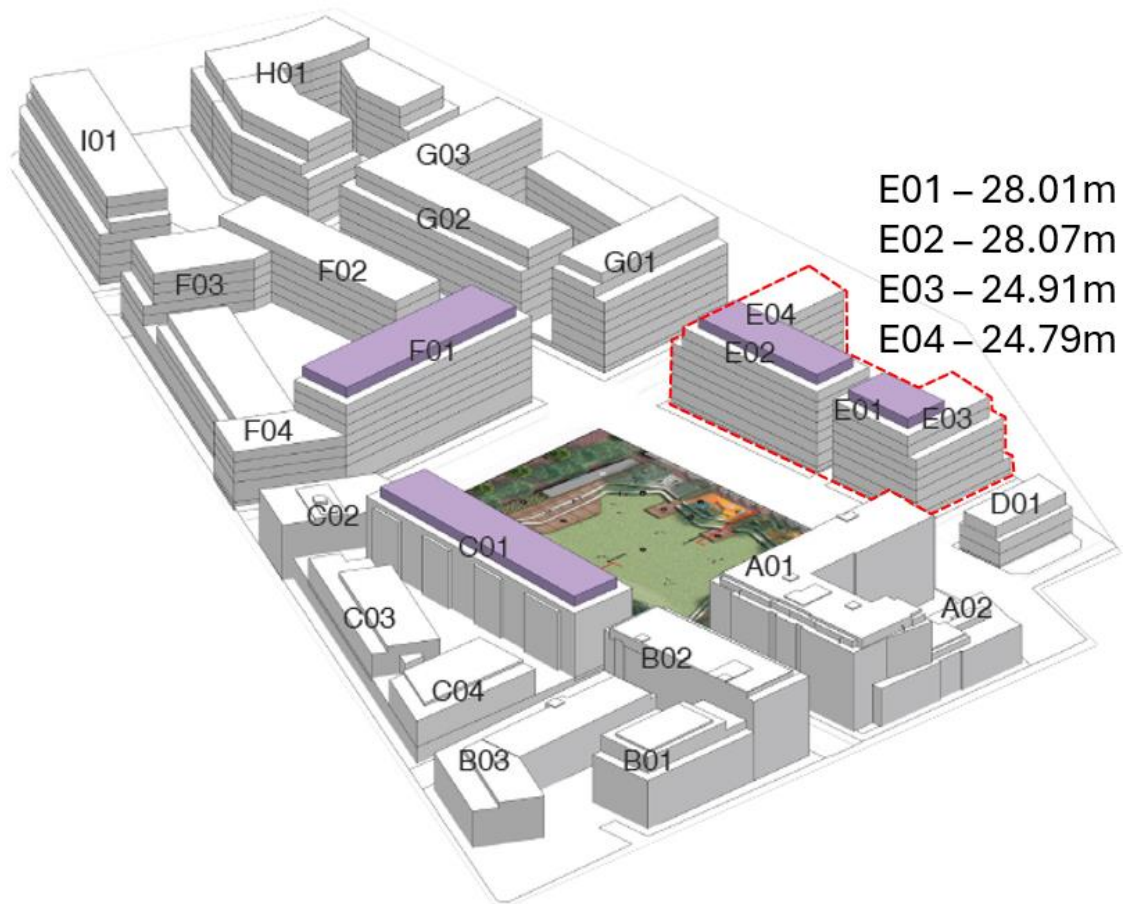 H01
I01
G03
E01 – 28.01m
E02 – 28.07m
E03 – 24.91m
E04 – 24.79m
G02
G01
F02
F03
E04
F01
E02
E01
E03
F04
D01
C02
C01
A01
A02
C03
B02
C04
B03
B01